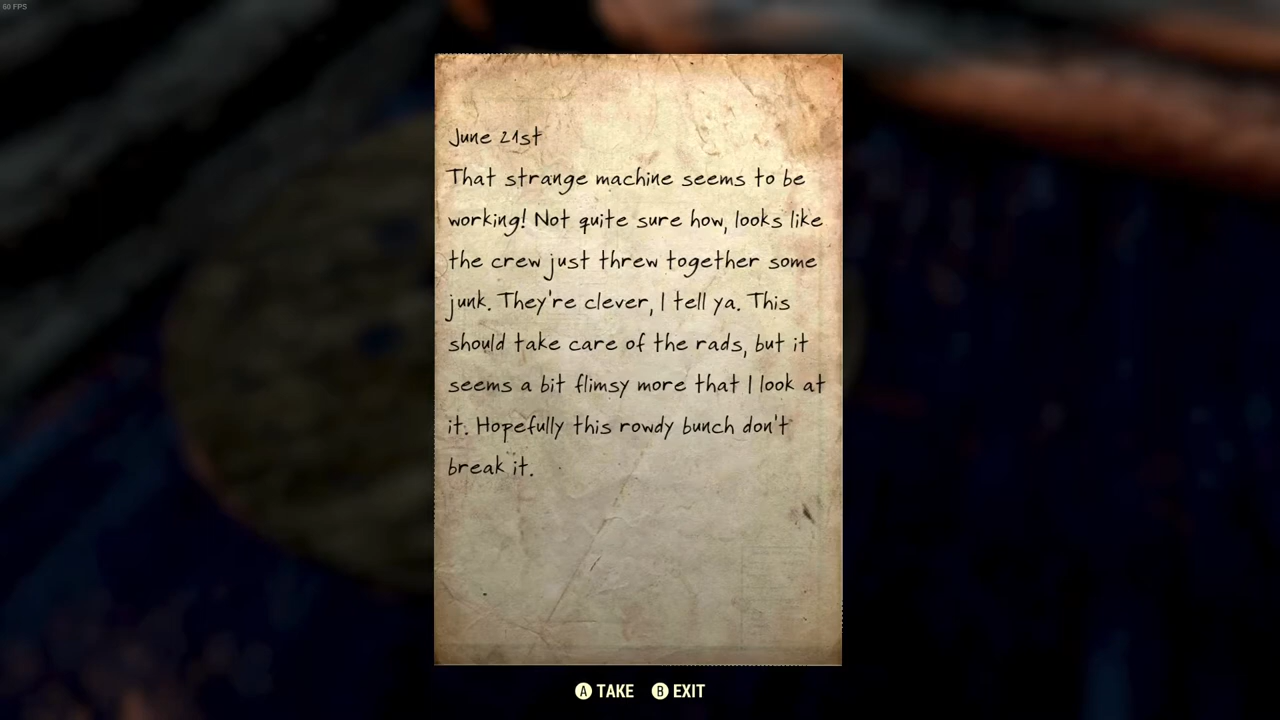 60 FPS
June 21st
That strange machine seems to be
working! Not quite sure how, looks like
the crew just threw together some
junk. They're clever, I tell ya. This
should take care of the rads, but it
seems a bit flimsy more that I look at
it. Hopefully this rowdy bunch don't
break it.
A TAKE B EXIT